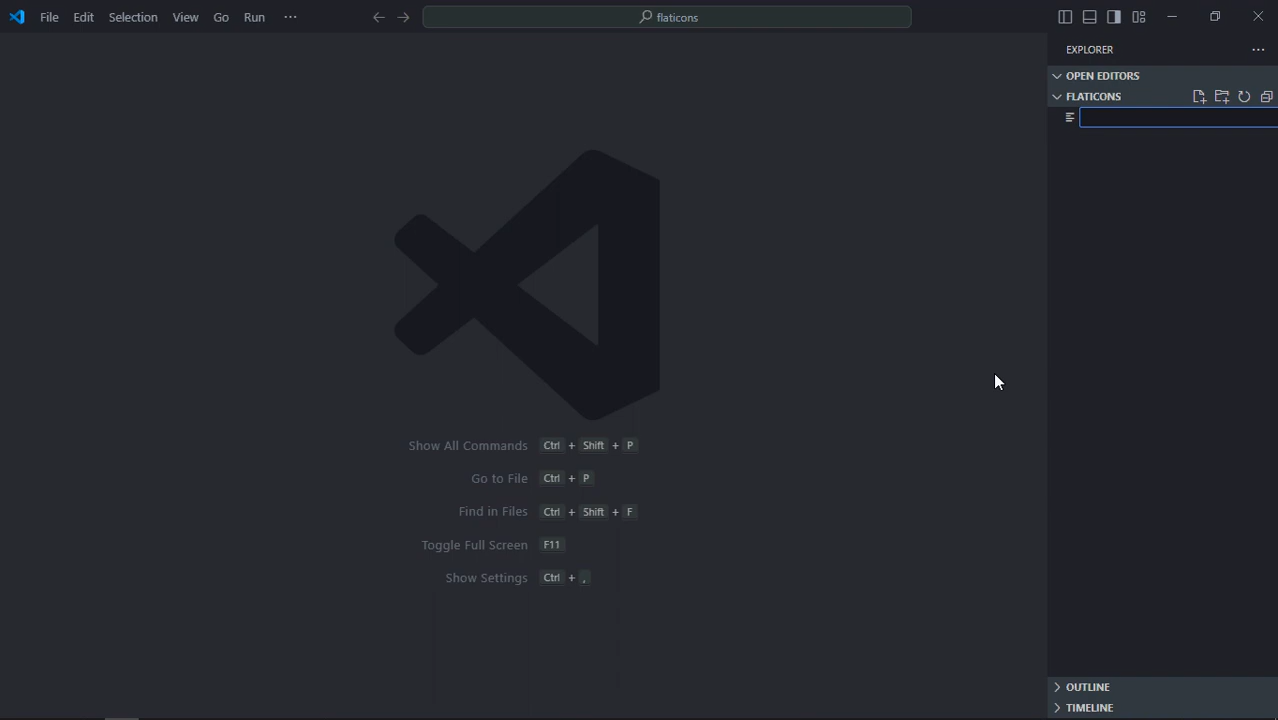 File Edit Selection View Go Run ···
flaticons
EXPLORER ···
OPEN EDITORS
FLATICONS
Show All Commands Ctrl + Shift + P
Go to File Ctrl + P
Find in Files Ctrl + Shift + F
Toggle Full Screen F11
Show Settings Ctrl + ,
OUTLINE
TIMELINE